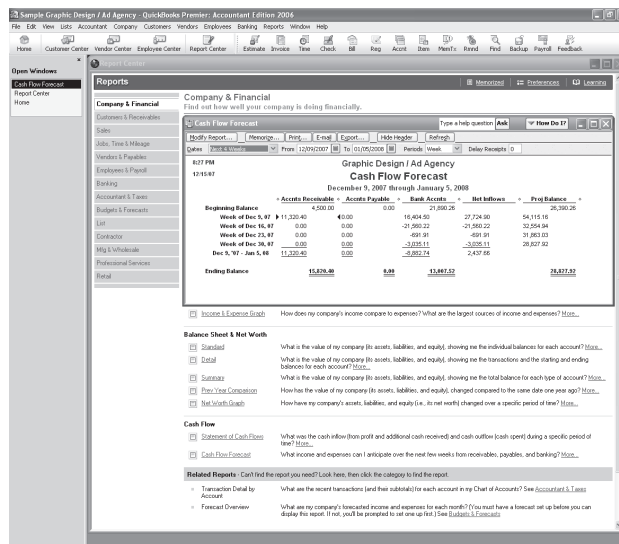 Sample Graphic Design / Ad Agency - QuickBooks Premier: Accountant Edition 2006
File Edit View Lists Accountant Company Customers Vendors Employees Banking Reports Window Help
Home Customer Center Vendor Center Employee Center Report Center Estimate Invoice Time Check Bill Reg Accnt Item MemTx Rmnd Find Backup Payroll Feedback
Open Windows
Cash Flow Forecast
Report Center
Home
Report Center
Reports
Memorized Preferences Learning
Company & Financial
Customers & Receivables
Sales
Jobs, Time & Mileage
Vendors & Payables
Employees & Payroll
Banking
Accountant & Taxes
Budgets & Forecasts
List
Contractor
Mfg & Wholesale
Professional Services
Retail
Company & Financial
Find out how well your company is doing financially.
Cash Flow Forecast
Type a help question Ask How Do I?
Modify Report... Memorize... Print... E-mail Export... Hide Header Refresh
Dates Next 4 Weeks From 12/09/2007 To 01/05/2008 Periods Week Delay Receipts 0
8:27 PM
12/15/07
Graphic Design / Ad Agency
Cash Flow Forecast
December 9, 2007 through January 5, 2008
Accnts Receivable Accnts Payable Bank Accnts Net Inflows Proj Balance
Beginning Balance 4,500.00 0.00 21,890.26 26,390.26
Week of Dec 9, 07 11,320.40 0.00 16,404.50 27,724.90 54,115.16
Week of Dec 16, 07 0.00 0.00 -21,560.22 -21,560.22 32,554.94
Week of Dec 23, 07 0.00 0.00 -691.91 -691.91 31,863.03
Week of Dec 30, 07 0.00 0.00 -3,035.11 -3,035.11 28,827.92
Dec 9, '07 - Jan 5, 08 11,320.40 0.00 -8,882.74 2,437.66
Ending Balance 15,820.40 0.00 13,007.52 28,827.92
Income & Expense Graph How does my company's income compare to expenses? What are the largest sources of income and expenses? More...
Balance Sheet & Net Worth
Standard What is the value of my company (its assets, liabilities, and equity), showing me the individual balances for each account? More...
Detail What is the value of my company (its assets, liabilities, and equity), showing me the transactions and the starting and ending
balances for each account? More...
Summary What is the value of my company (its assets, liabilities, and equity), showing me the total balance for each type of account? More...
Prev Year Comparison How has the value of my company (its assets, liabilities, and equity), changed compared to the same date one year ago? More...
Net Worth Graph How have my company's assets, liabilities, and equity (i.e., its net worth) changed over a specific period of time? More...
Cash Flow
Statement of Cash Flows What was the cash inflow (from profit and additional cash received) and cash outflow (cash spent) during a specific period of
time? More...
Cash Flow Forecast What income and expenses can I anticipate over the next few weeks from receivables, payables, and banking? More...
Related Reports - Can't find the report you need? Look here, then click the category to find the report.
Transaction Detail by
Account
What are the recent transactions (and their subtotals) for each account in my Chart of Accounts? See Accountant & Taxes
Forecast Overview What are my company's forecasted income and expenses for each month? (You must have a forecast set up before you can
display this report. If not, you'll be prompted to set one up first.) See Budgets & Forecasts